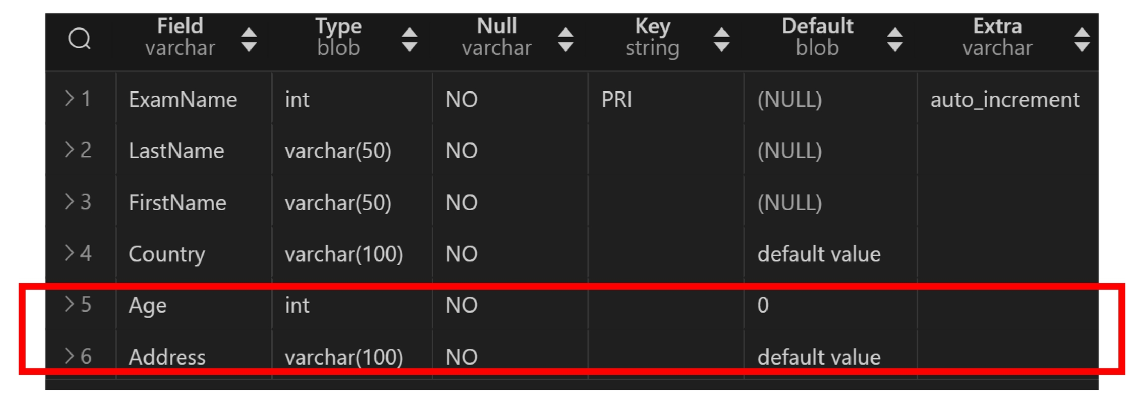 Field Type Null Key Default Extra
varchar blob varchar string blob varchar
1 ExamName int NO PRI (NULL) auto_increment
2 LastName varchar(50) NO (NULL)
3 FirstName varchar(50) NO (NULL)
4 Country varchar(100) NO default value
5 Age int NO 0
6 Address varchar(100) NO default value